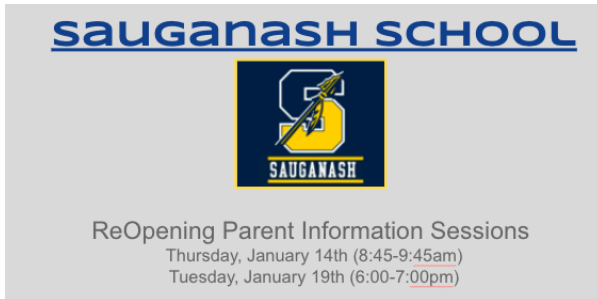 sauganash school
S
SAUGANASH
ReOpening Parent Information Sessions
Thursday, January 14th (8:45-9:45am)
Tuesday, January 19th (6:00-7:00pm)